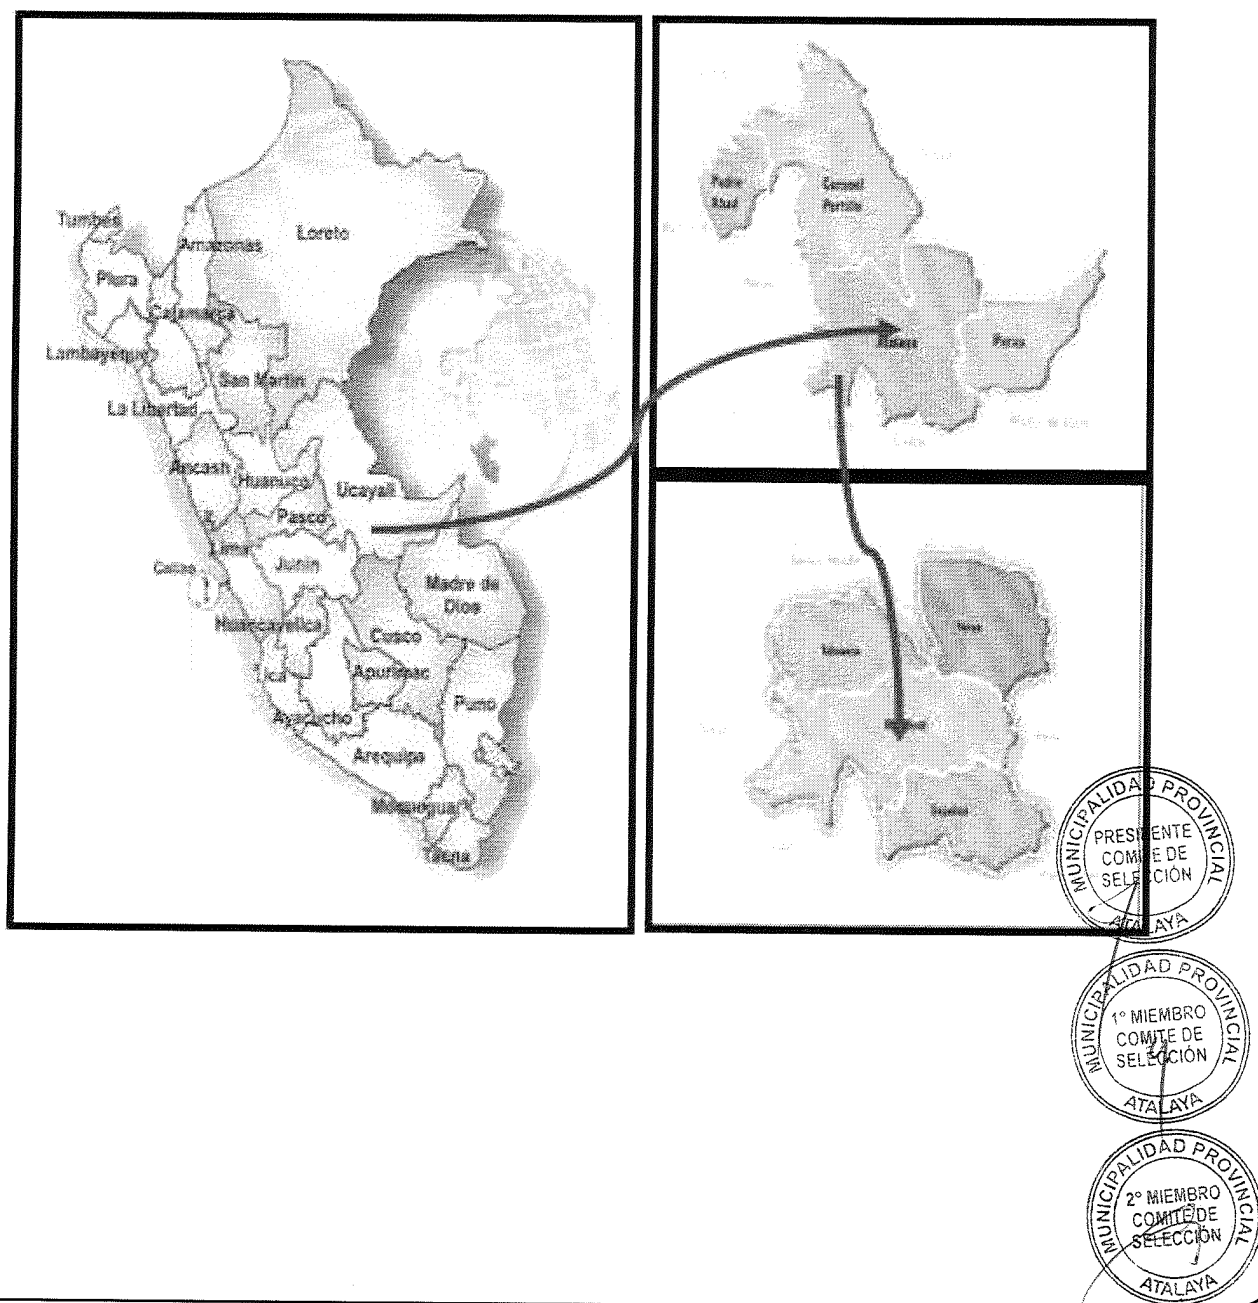 Tumbes
Piura
Amazonas
Loreto
Cajamarca
Lambayeque
San Martin
La Libertad
Ancash
Huanuco
Ucayali
Pasco
Lima
Junin
Callao
Madre de
Dios
Huancavelica
Cusco
Ica
Apurimac
Ayacucho
Puno
Arequipa
Moquegua
Tacna
Padre
Abad
Coronel
Portillo
Atalaya
Purus
MUNICIPALIDAD PROVINCIAL
PRESIDENTE
COMITE DE
SELECCIÓN
ATALAYA
MUNICIPALIDAD PROVINCIAL
1° MIEMBRO
COMITE DE
SELECCIÓN
ATALAYA
MUNICIPALIDAD PROVINCIAL
2° MIEMBRO
COMITE DE
SELECCIÓN
ATALAYA